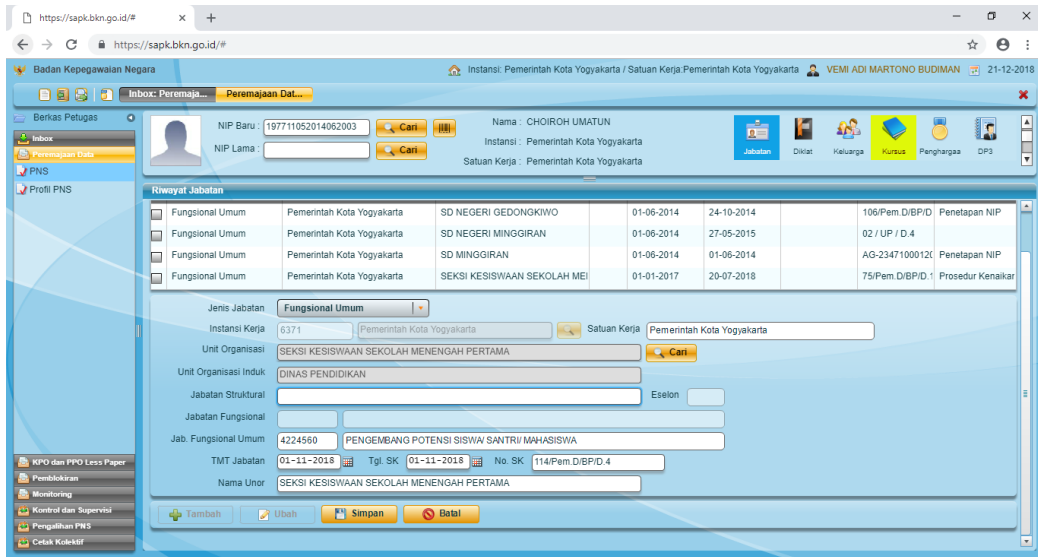 https://sapk.bkn.go.id/#
https://sapk.bkn.go.id/#
Badan Kepegawaian Negara Instansi: Pemerintah Kota Yogyakarta / Satuan Kerja:Pemerintah Kota Yogyakarta VEMI ADI MARTONO BUDIMAN 21-12-2018
Inbox: Peremaja... Peremajaan Dat...
Berkas Petugas
Inbox
Peremajaan Data
PNS
Profil PNS
NIP Baru : 197711052014062003 Cari
NIP Lama : Cari
Nama : CHOIROH UMATUN
Instansi : Pemerintah Kota Yogyakarta
Satuan Kerja : Pemerintah Kota Yogyakarta
Jabatan Diklat Keluarga Kursus Penghargaa DP3
Riwayat Jabatan
Fungsional Umum Pemerintah Kota Yogyakarta SD NEGERI GEDONGKIWO 01-06-2014 24-10-2014 106/Pem.D/BP/D Penetapan NIP
Fungsional Umum Pemerintah Kota Yogyakarta SD NEGERI MINGGIRAN 01-06-2014 27-05-2015 02 / UP / D.4
Fungsional Umum Pemerintah Kota Yogyakarta SD MINGGIRAN 01-06-2014 01-06-2014 AG-2347100012( Penetapan NIP
Fungsional Umum Pemerintah Kota Yogyakarta SEKSI KESISWAAN SEKOLAH MEI 01-01-2017 20-07-2018 75/Pem.D/BP/D.1 Prosedur Kenaikar
Jenis Jabatan Fungsional Umum
Instansi Kerja 6371 Pemerintah Kota Yogyakarta Satuan Kerja Pemerintah Kota Yogyakarta
Unit Organisasi SEKSI KESISWAAN SEKOLAH MENENGAH PERTAMA Cari
Unit Organisasi Induk DINAS PENDIDIKAN
Jabatan Struktural Eselon
Jabatan Fungsional
Jab. Fungsional Umum 4224560 PENGEMBANG POTENSI SISWA/ SANTRI/ MAHASISWA
TMT Jabatan 01-11-2018 Tgl. SK 01-11-2018 No. SK 114/Pem.D/BP/D.4
Nama Unor SEKSI KESISWAAN SEKOLAH MENENGAH PERTAMA
Tambah Ubah Simpan Batal
KPO dan PPO Less Paper
Pemblokiran
Monitoring
Kontrol dan Supervisi
Pengalihan PNS
Cetak Kolektif